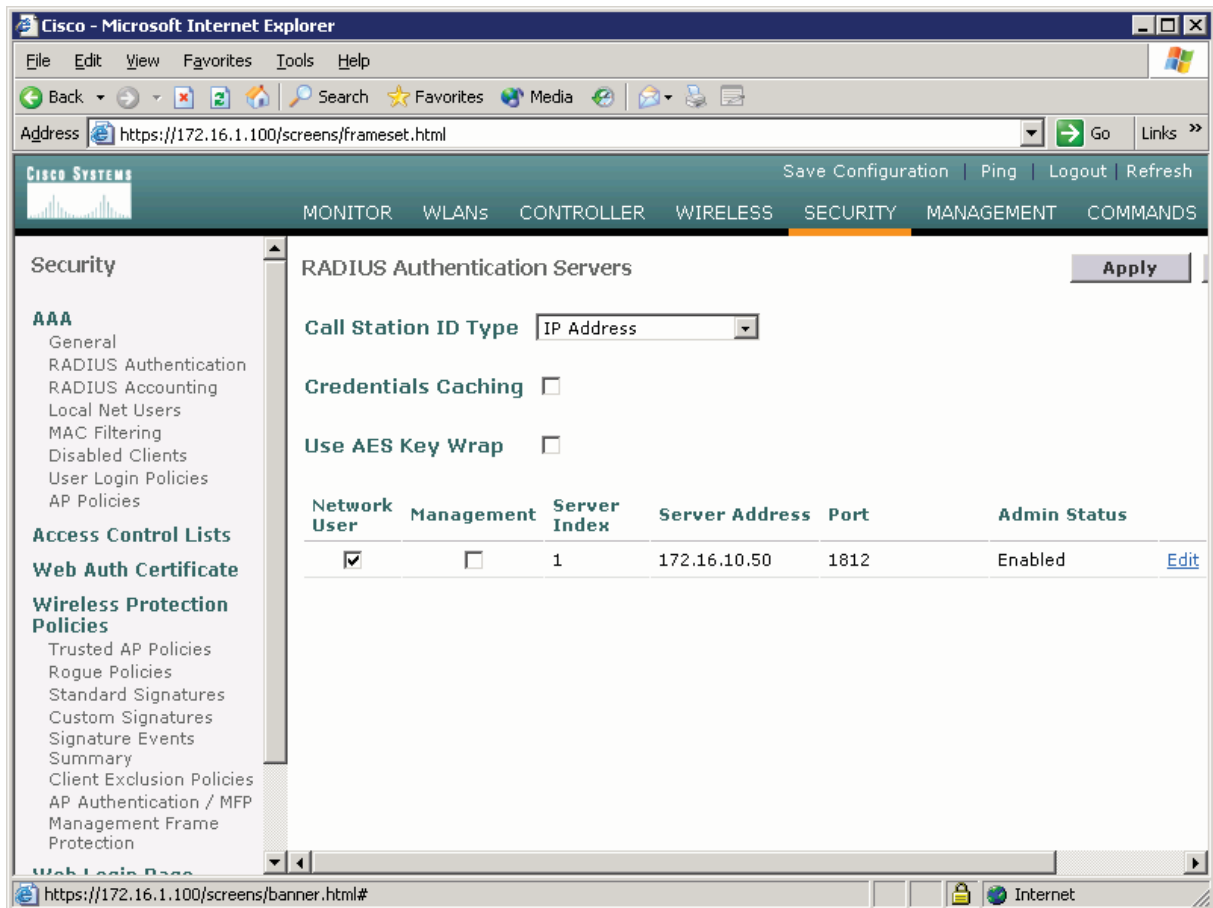 Cisco - Microsoft Internet Explorer
File Edit View Favorites Tools Help
Back Search Favorites Media
Address https://172.16.1.100/screens/frameset.html Go Links »
CISCO SYSTEMS
Save Configuration | Ping | Logout | Refresh
MONITOR WLANs CONTROLLER WIRELESS SECURITY MANAGEMENT COMMANDS
Security
AAA
General
RADIUS Authentication
RADIUS Accounting
Local Net Users
MAC Filtering
Disabled Clients
User Login Policies
AP Policies
Access Control Lists
Web Auth Certificate
Wireless Protection
Policies
Trusted AP Policies
Rogue Policies
Standard Signatures
Custom Signatures
Signature Events
Summary
Client Exclusion Policies
AP Authentication / MFP
Management Frame
Protection
Web Login Page
RADIUS Authentication Servers Apply
Call Station ID Type IP Address
Credentials Caching
Use AES Key Wrap
Network User Management Server Index Server Address Port Admin Status
1 172.16.10.50 1812 Enabled Edit
https://172.16.1.100/screens/banner.html# Internet